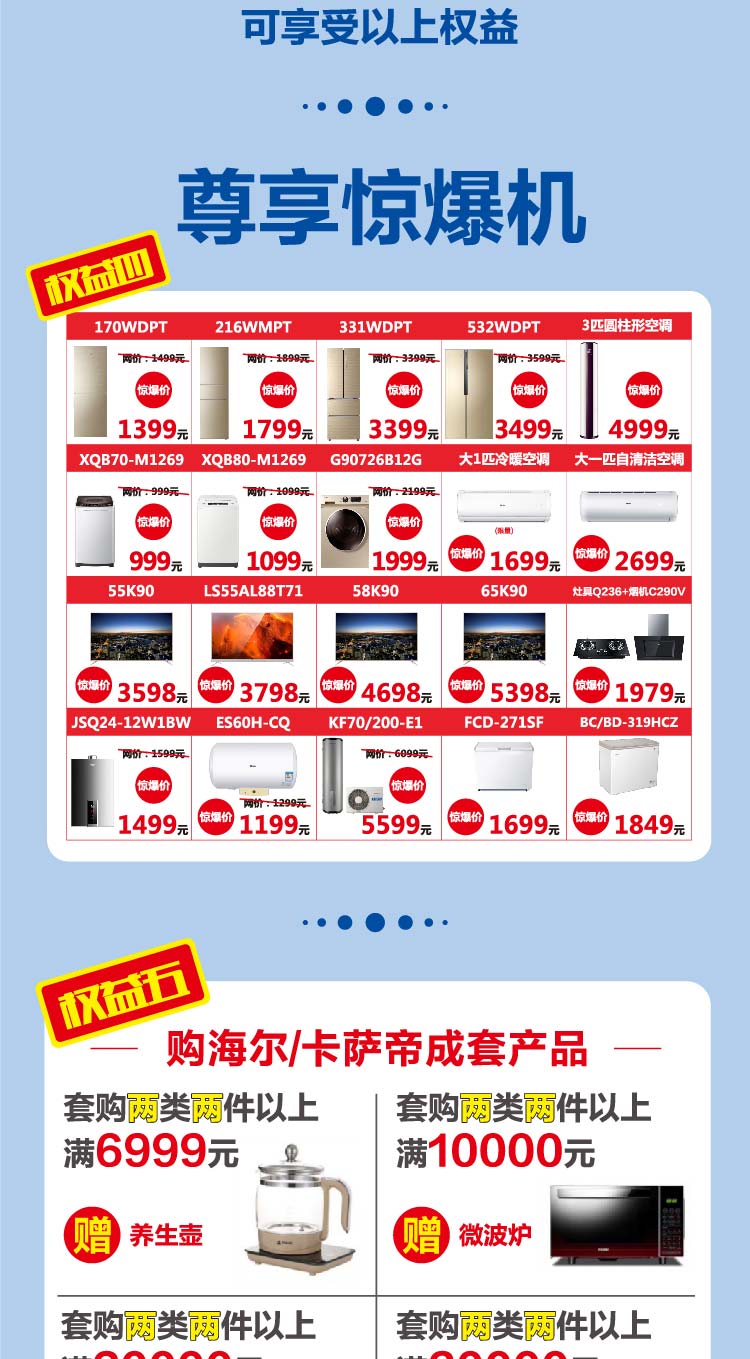 可享受以上权益
尊享惊爆机
权益四
170WDPT 216WMPT 331WDPT 532WDPT 3匹圆柱形空调
网价：1499元 网价：1899元 网价：3399元 网价：3599元
惊爆价 惊爆价 惊爆价 惊爆价 惊爆价
1399元 1799元 3399元 3499元 4999元
XQB70-M1269 XQB80-M1269 G90726B12G 大1匹冷暖空调 大一匹自清洁空调
网价：999元 网价：1099元 网价：2199元
惊爆价 惊爆价 惊爆价 (限量)
999元 1099元 1999元 惊爆价 1699元 惊爆价 2699元
55K90 LS55AL88T71 58K90 65K90 灶具Q236+烟机C290V
惊爆价 3598元 惊爆价 3798元 惊爆价 4698元 惊爆价 5398元 惊爆价 1979元
JSQ24-12W1BW ES60H-CQ KF70/200-E1 FCD-271SF BC/BD-319HCZ
网价：1599元 网价：6099元
惊爆价 网价：1299元 惊爆价
1499元 惊爆价 1199元 5599元 惊爆价 1699元 惊爆价 1849元
权益五
购海尔/卡萨帝成套产品
套购两类两件以上 套购两类两件以上
满6999元 满10000元
赠 养生壶 赠 微波炉
套购两类两件以上 套购两类两件以上